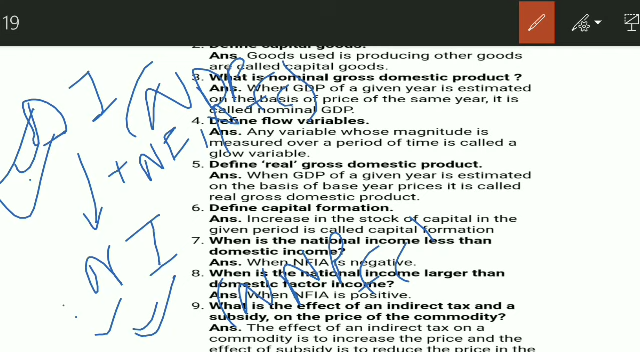 19
2. Define capital goods.
Ans. Goods used is producing other goods
are called capital goods.
3. What is nominal gross domestic product ?
Ans. When GDP of a given year is estimated
on the basis of price of the same year, it is
called nominal GDP.
4. Define flow variables.
Ans. Any variable whose magnitude is
measured over a period of time is called a
glow variable.
5. Define 'real' gross domestic product.
Ans. When GDP of a given year is estimated
on the basis of base year prices it is called
real gross domestic product.
6. Define capital formation.
Ans. Increase in the stock of capital in the
given period is called capital formation
7. When is the national income less than
domestic income?
Ans. When NFIA is negative.
8. When is the national income larger than
domestic factor income?
Ans. When NFIA is positive.
9. What is the effect of an indirect tax and a
subsidy, on the price of the commodity?
Ans. The effect of an indirect tax on a
commodity is to increase the price and the
effect of subsidy is to reduce the price in the
DI (NDP FC)
+ NFIA
NI (NNP FC)